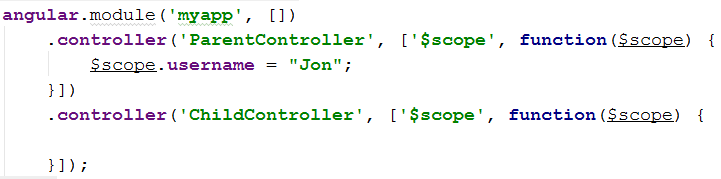 angular.module('myapp', [])
    .controller('ParentController', ['$scope', function($scope) {
        $scope.username = "Jon";
    }])
    .controller('ChildController', ['$scope', function($scope) {
    }]);